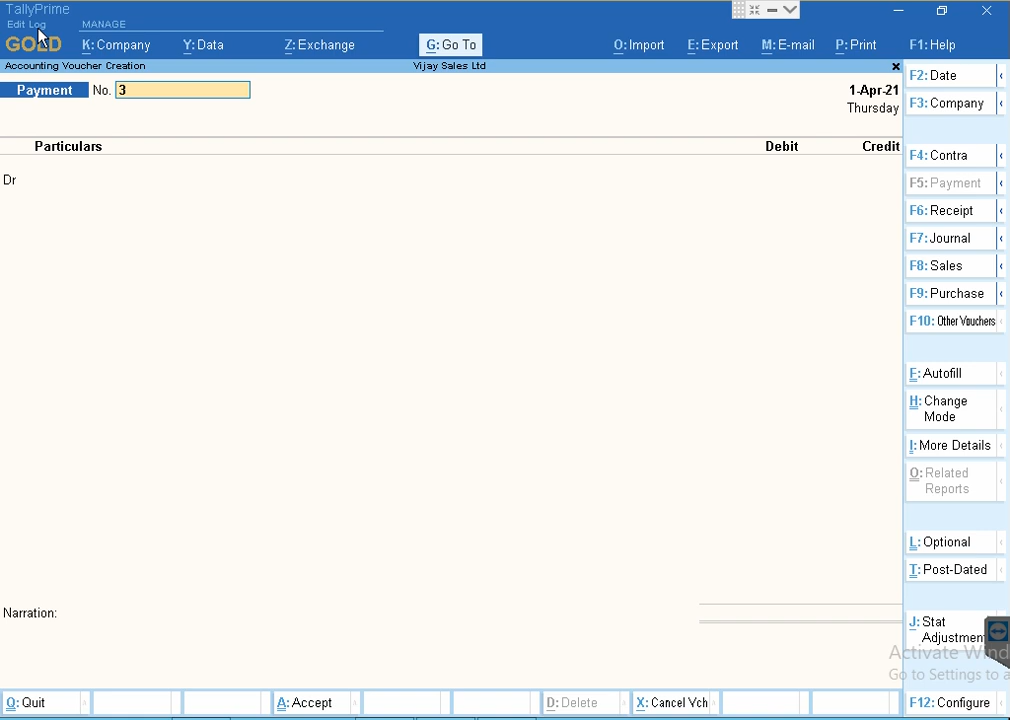 TallyPrime
Edit Log
GOLD
MANAGE
K: Company
Y: Data
Z: Exchange
G: Go To
O: Import
E: Export
M: E-mail
P: Print
F1: Help
Accounting Voucher Creation
Vijay Sales Ltd
Payment
No. 3
1-Apr-21
Thursday
Particulars
Debit
Credit
Dr
Narration:
F2: Date
F3: Company
F4: Contra
F5: Payment
F6: Receipt
F7: Journal
F8: Sales
F9: Purchase
F10: Other Vouchers
E: Autofill
H: Change
Mode
I: More Details
O: Related
Reports
L: Optional
T: Post-Dated
J: Stat
Adjustmen
Activate Wind
Go to Settings to a
Q: Quit
A: Accept
D: Delete
X: Cancel Vch
F12: Configure